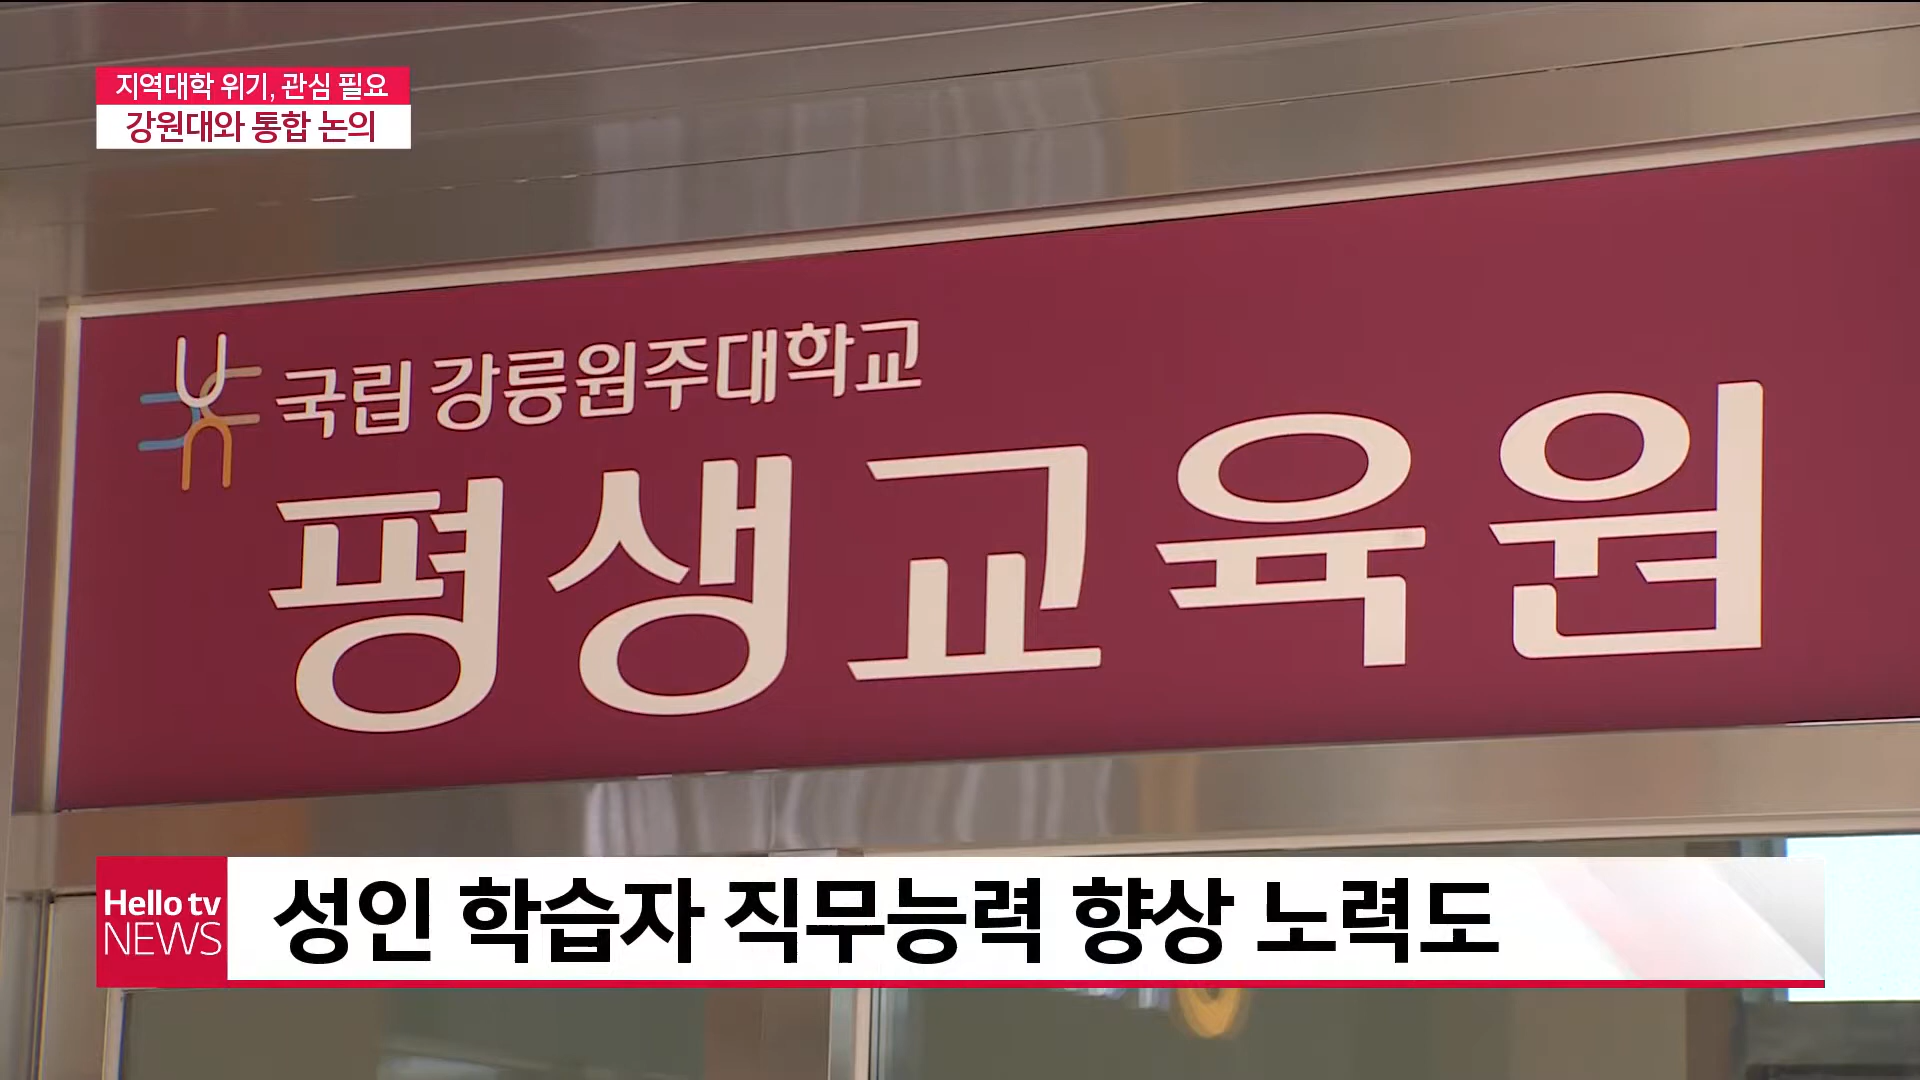 지역대학 위기, 관심 필요
강원대와 통합 논의
국립 강릉원주대학교
평생교육원
Hello tv
NEWS
성인 학습자 직무능력 향상 노력도